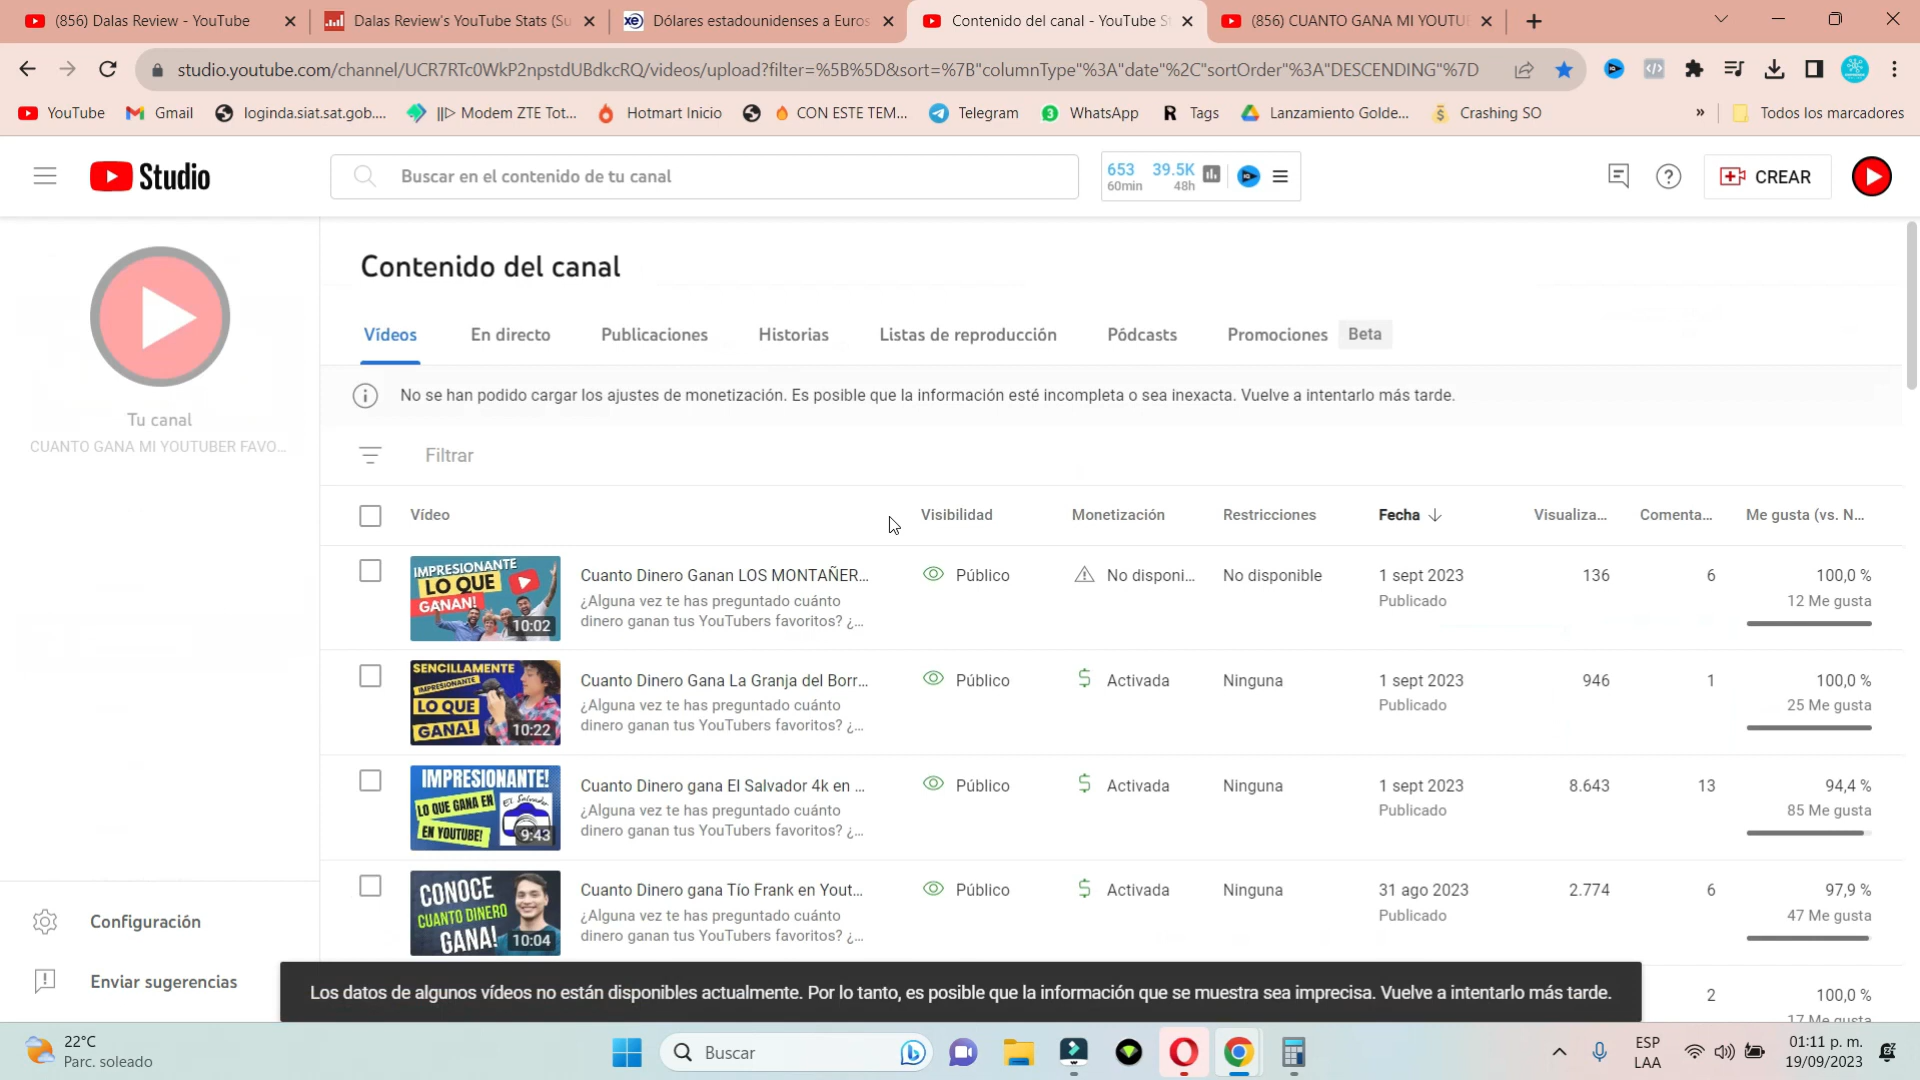 (856) Dalas Review - YouTube
Dalas Review's YouTube Stats (Su
Dólares estadounidenses a Euros
Contenido del canal - YouTube S
(856) CUANTO GANA MI YOUTU
studio.youtube.com/channel/UCR7RTc0WkP2npstdUBdkcRQ/videos/upload?filter=%5B%5D&sort=%7B"columnType"%3A"date"%2C"sortOrder"%3A"DESCENDING"%7D
YouTube
Gmail
loginda.siat.sat.gob....
||▷ Modem ZTE Tot...
Hotmart Inicio
CON ESTE TEM...
Telegram
WhatsApp
Tags
Lanzamiento Golde...
Crashing SO
»
Todos los marcadores
Studio
Buscar en el contenido de tu canal
653 39.5K
60min 48h
CREAR
Contenido del canal
Vídeos
En directo
Publicaciones
Historias
Listas de reproducción
Pódcasts
Promociones Beta
Tu canal
CUANTO GANA MI YOUTUBER FAVO...
No se han podido cargar los ajustes de monetización. Es posible que la información esté incompleta o sea inexacta. Vuelve a intentarlo más tarde.
Filtrar
Vídeo
Visibilidad
Monetización
Restricciones
Fecha
Visualiza...
Comenta...
Me gusta (vs. N...
IMPRESIONANTE
LO QUE
GANAN!
10:02
Cuanto Dinero Ganan LOS MONTAÑER...
¿Alguna vez te has preguntado cuánto
dinero ganan tus YouTubers favoritos? ¿...
Público
No disponi...
No disponible
1 sept 2023
Publicado
136
6
100,0 %
12 Me gusta
SENCILLAMENTE
IMPRESIONANTE
LO QUE
GANA!
10:22
Cuanto Dinero Gana La Granja del Borr...
¿Alguna vez te has preguntado cuánto
dinero ganan tus YouTubers favoritos? ¿...
Público
Activada
Ninguna
1 sept 2023
Publicado
946
1
100,0 %
25 Me gusta
IMPRESIONANTE!
LO QUE GANA EN
EN YOUTUBE!
El Salvador
9:43
Cuanto Dinero gana El Salvador 4k en ...
¿Alguna vez te has preguntado cuánto
dinero ganan tus YouTubers favoritos? ¿...
Público
Activada
Ninguna
1 sept 2023
Publicado
8.643
13
94,4 %
85 Me gusta
CONOCE
CUANTO DINERO
GANA!
10:04
Cuanto Dinero gana Tío Frank en Yout...
¿Alguna vez te has preguntado cuánto
dinero ganan tus YouTubers favoritos? ¿...
Público
Activada
Ninguna
31 ago 2023
Publicado
2.774
6
97,9 %
47 Me gusta
2
100,0 %
17 Me gusta
Configuración
Enviar sugerencias
Los datos de algunos vídeos no están disponibles actualmente. Por lo tanto, es posible que la información que se muestra sea imprecisa. Vuelve a intentarlo más tarde.
22°C
Parc. soleado
Buscar
ESP
LAA
01:11 p. m.
19/09/2023